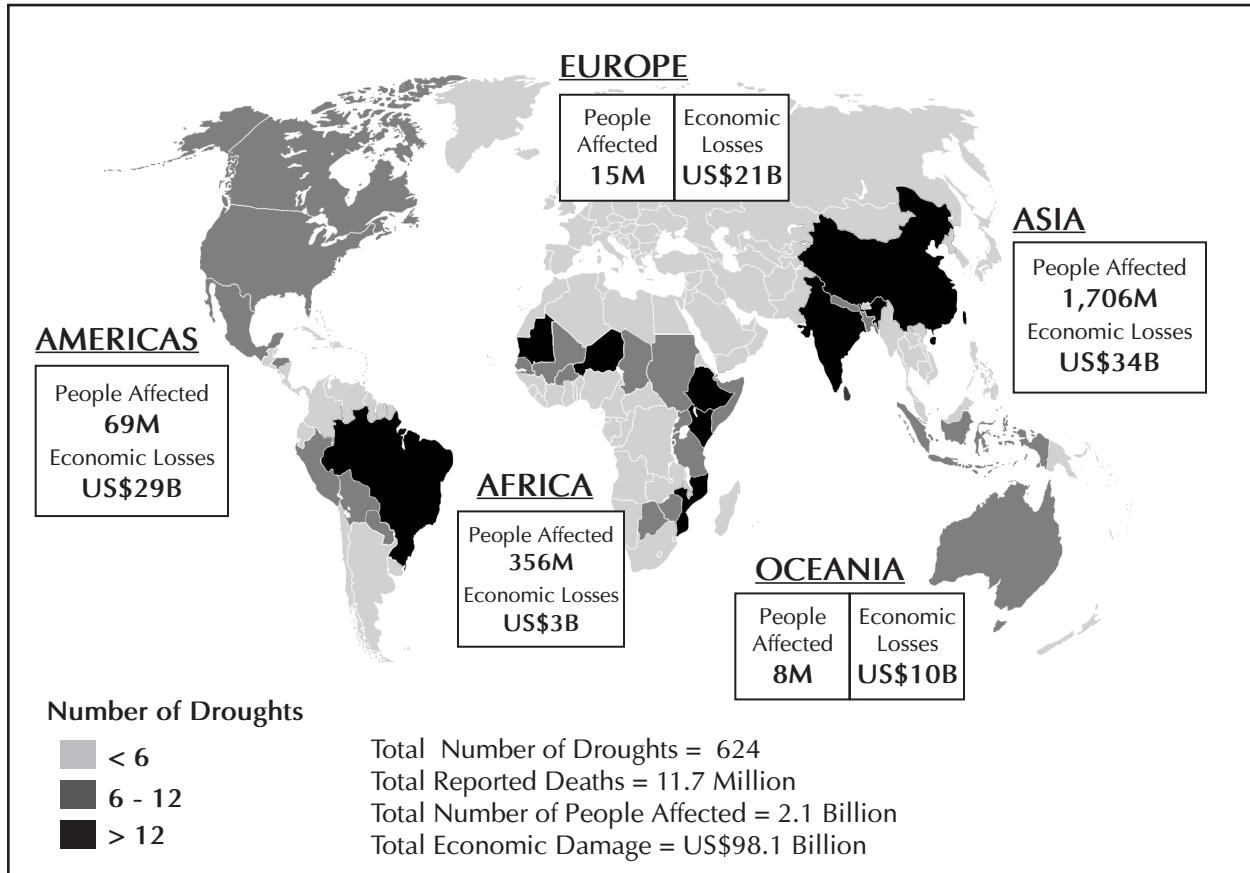 EUROPE
People
Affected
15M
Economic
Losses
US$21B
ASIA
People Affected
1,706M
Economic Losses
US$34B
AMERICAS
People Affected
69M
Economic Losses
US$29B
AFRICA
People Affected
356M
Economic Losses
US$3B
OCEANIA
People
Affected
8M
Economic
Losses
US$10B
Number of Droughts
< 6
6 - 12
> 12
Total Number of Droughts = 624
Total Reported Deaths = 11.7 Million
Total Number of People Affected = 2.1 Billion
Total Economic Damage = US$98.1 Billion